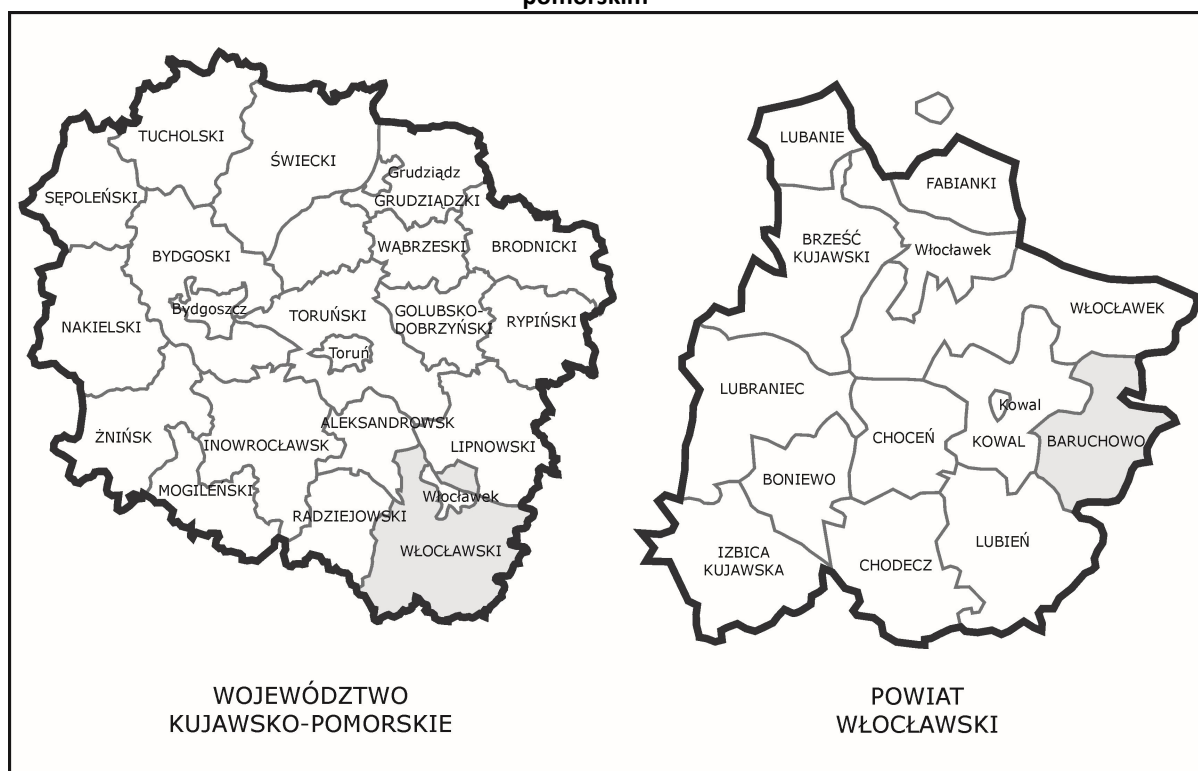 pomorskim
TUCHOLSKI
ŚWIECKI
Grudziądz
SĘPOLEŃSKI
GRUDZIĄDZKI
BYDGOSKI
WĄBRZESKI
BRODNICKI
Bydgoszcz
NAKIELSKI
TORUŃSKI
GOLUBSKO-
DOBRZYŃSKI
RYPIŃSKI
Toruń
ŻNIŃSK
INOWROCŁAWSK
ALEKSANDROWSK
LIPNOWSKI
MOGILEŃSKI
RADZIEJOWSKI
Włocławek
WŁOCŁAWSKI
WOJEWÓDZTWO
KUJAWSKO-POMORSKIE
LUBANIE
FABIANKI
BRZEŚĆ
KUJAWSKI
Włocławek
WŁOCŁAWEK
LUBRANIEC
Kowal
CHOCEŃ
KOWAL
BARUCHOWO
BONIEWO
IZBICA
KUJAWSKA
CHODECZ
LUBIEŃ
POWIAT
WŁOCŁAWSKI